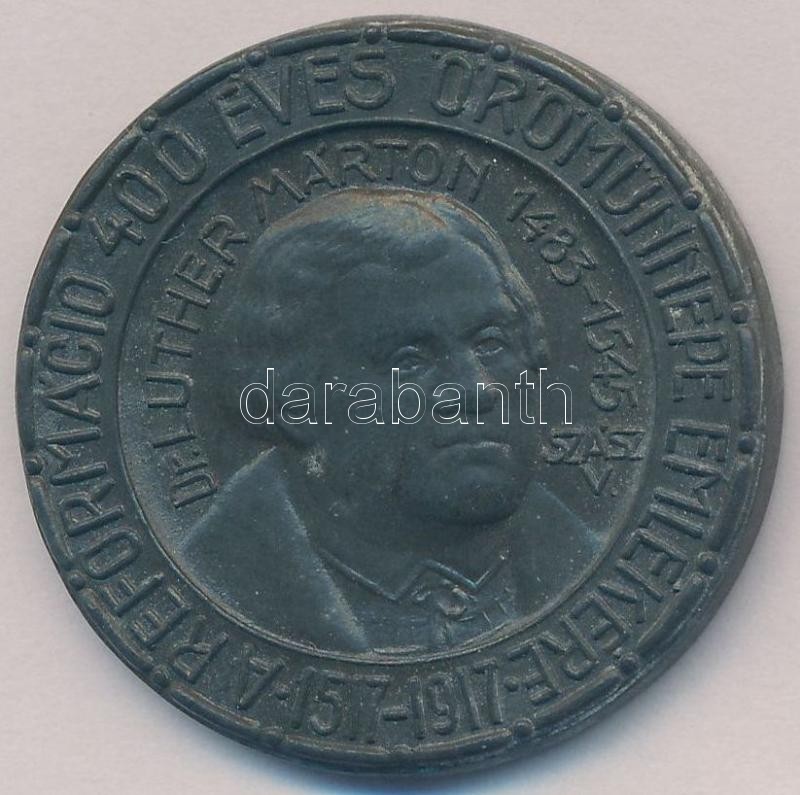 A REFORMÁCIÓ 400 ÉVES ÖRÖMÜNNEPE EMLÉKÉRE · 1517-1917 ·
Dr. LUTHER MÁRTON 1483-1545.
SZÁSZ
V.
darabanth